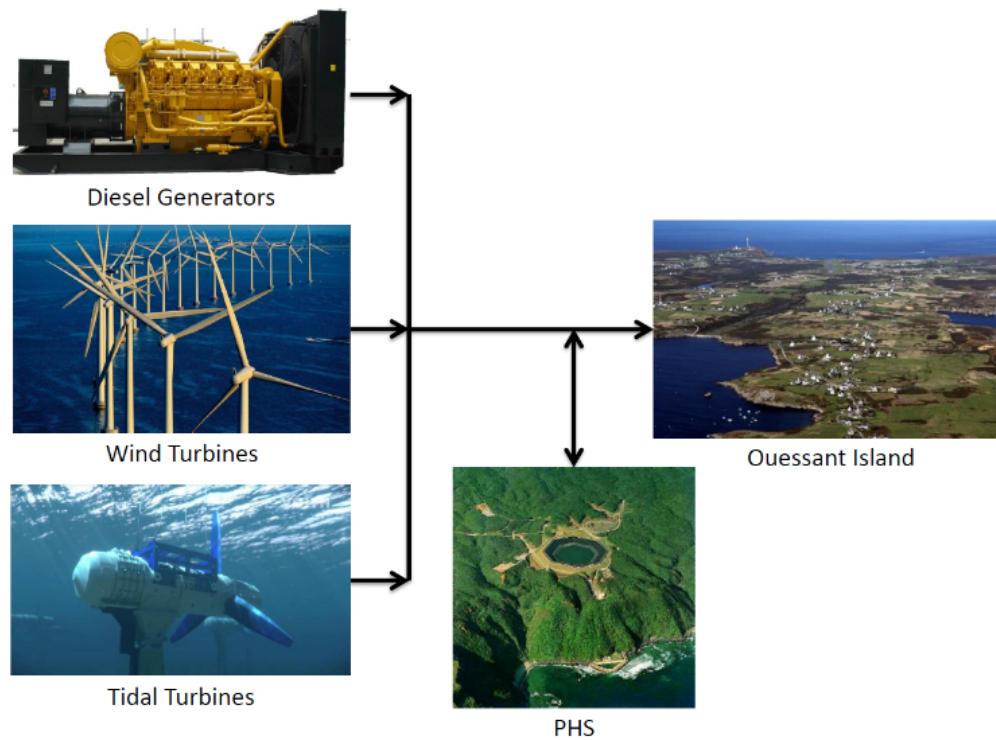 Diesel Generators
Wind Turbines
Ouessant Island
Tidal Turbines
PHS